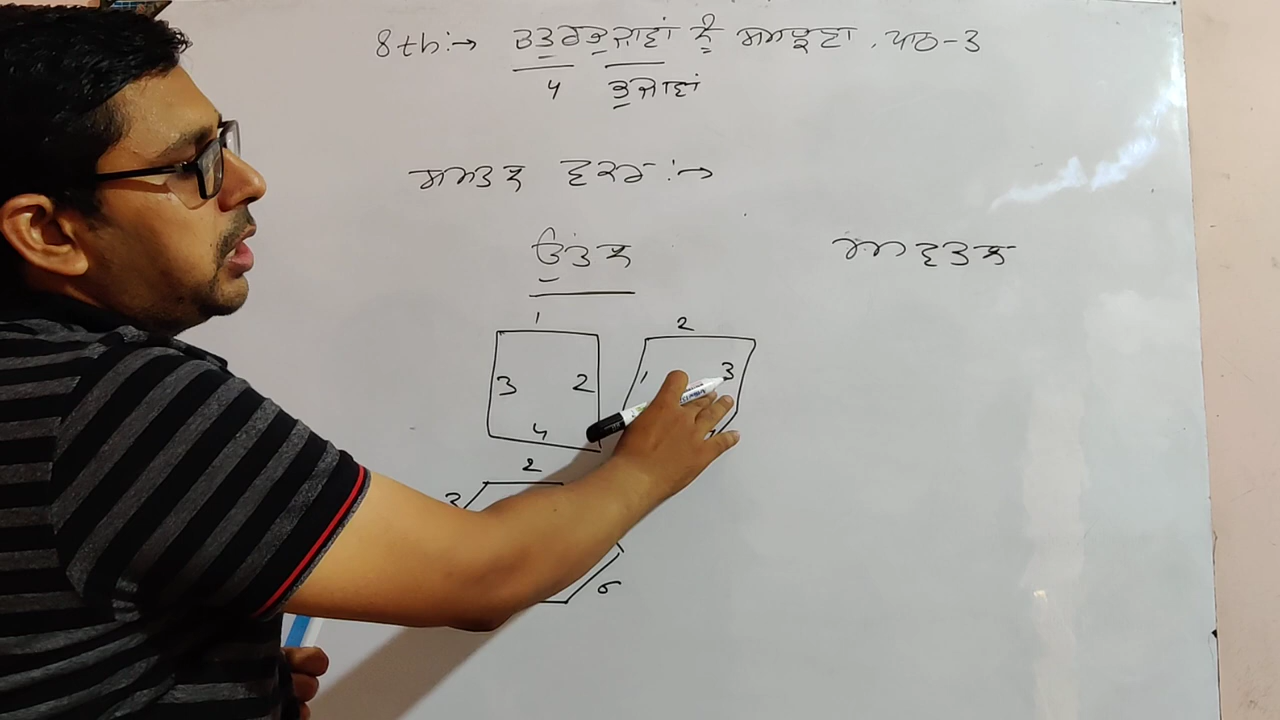 8th:→ ਚਤੁਰਭੁਜਾਵਾਂ ਨੂੰ ਸਮਝਣਾ, ਪਾਠ-3
4 ਭੁਜਾਵਾਂ
ਸਮਤਲ ਵਕਰ:→
ਉੱਤਲ ਅਵਤਲ
1 2
3 2 1 3
4
2
3
6